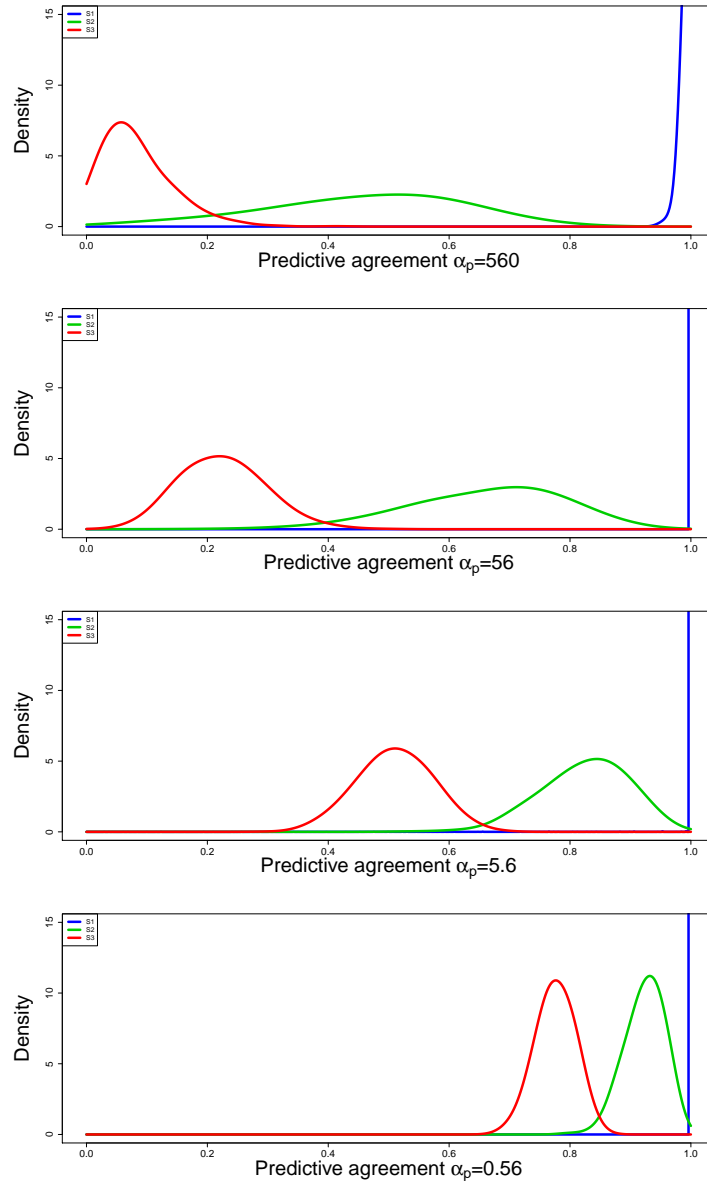 S1
S2
S3
Density
15
10
5
0
0.0 0.2 0.4 0.6 0.8 1.0
Predictive agreement αp=560
S1
S2
S3
Density
15
10
5
0
0.0 0.2 0.4 0.6 0.8 1.0
Predictive agreement αp=56
S1
S2
S3
Density
15
10
5
0
0.0 0.2 0.4 0.6 0.8 1.0
Predictive agreement αp=5.6
S1
S2
S3
Density
15
10
5
0
0.0 0.2 0.4 0.6 0.8 1.0
Predictive agreement αp=0.56